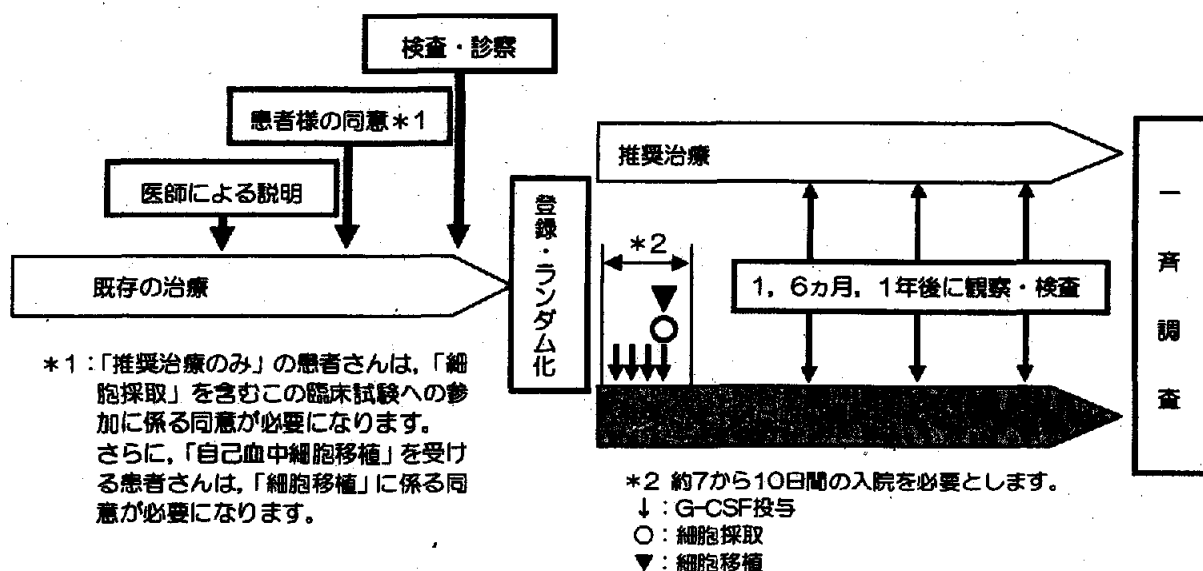 検査・診察
患者様の同意*1
医師による説明
既存の治療
登録・ランダム化
推奨治療
*2
1, 6ヵ月, 1年後に観察・検査
一斉調査
*1:「推奨治療のみ」の患者さんは,「細
胞採取」を含むこの臨床試験への参
加に係る同意が必要になります。
さらに,「自己血中細胞移植」を受け
る患者さんは,「細胞移植」に係る同
意が必要になります。
*2 約7から10日間の入院を必要とします。
↓:G-CSF投与
○:細胞採取
▼:細胞移植